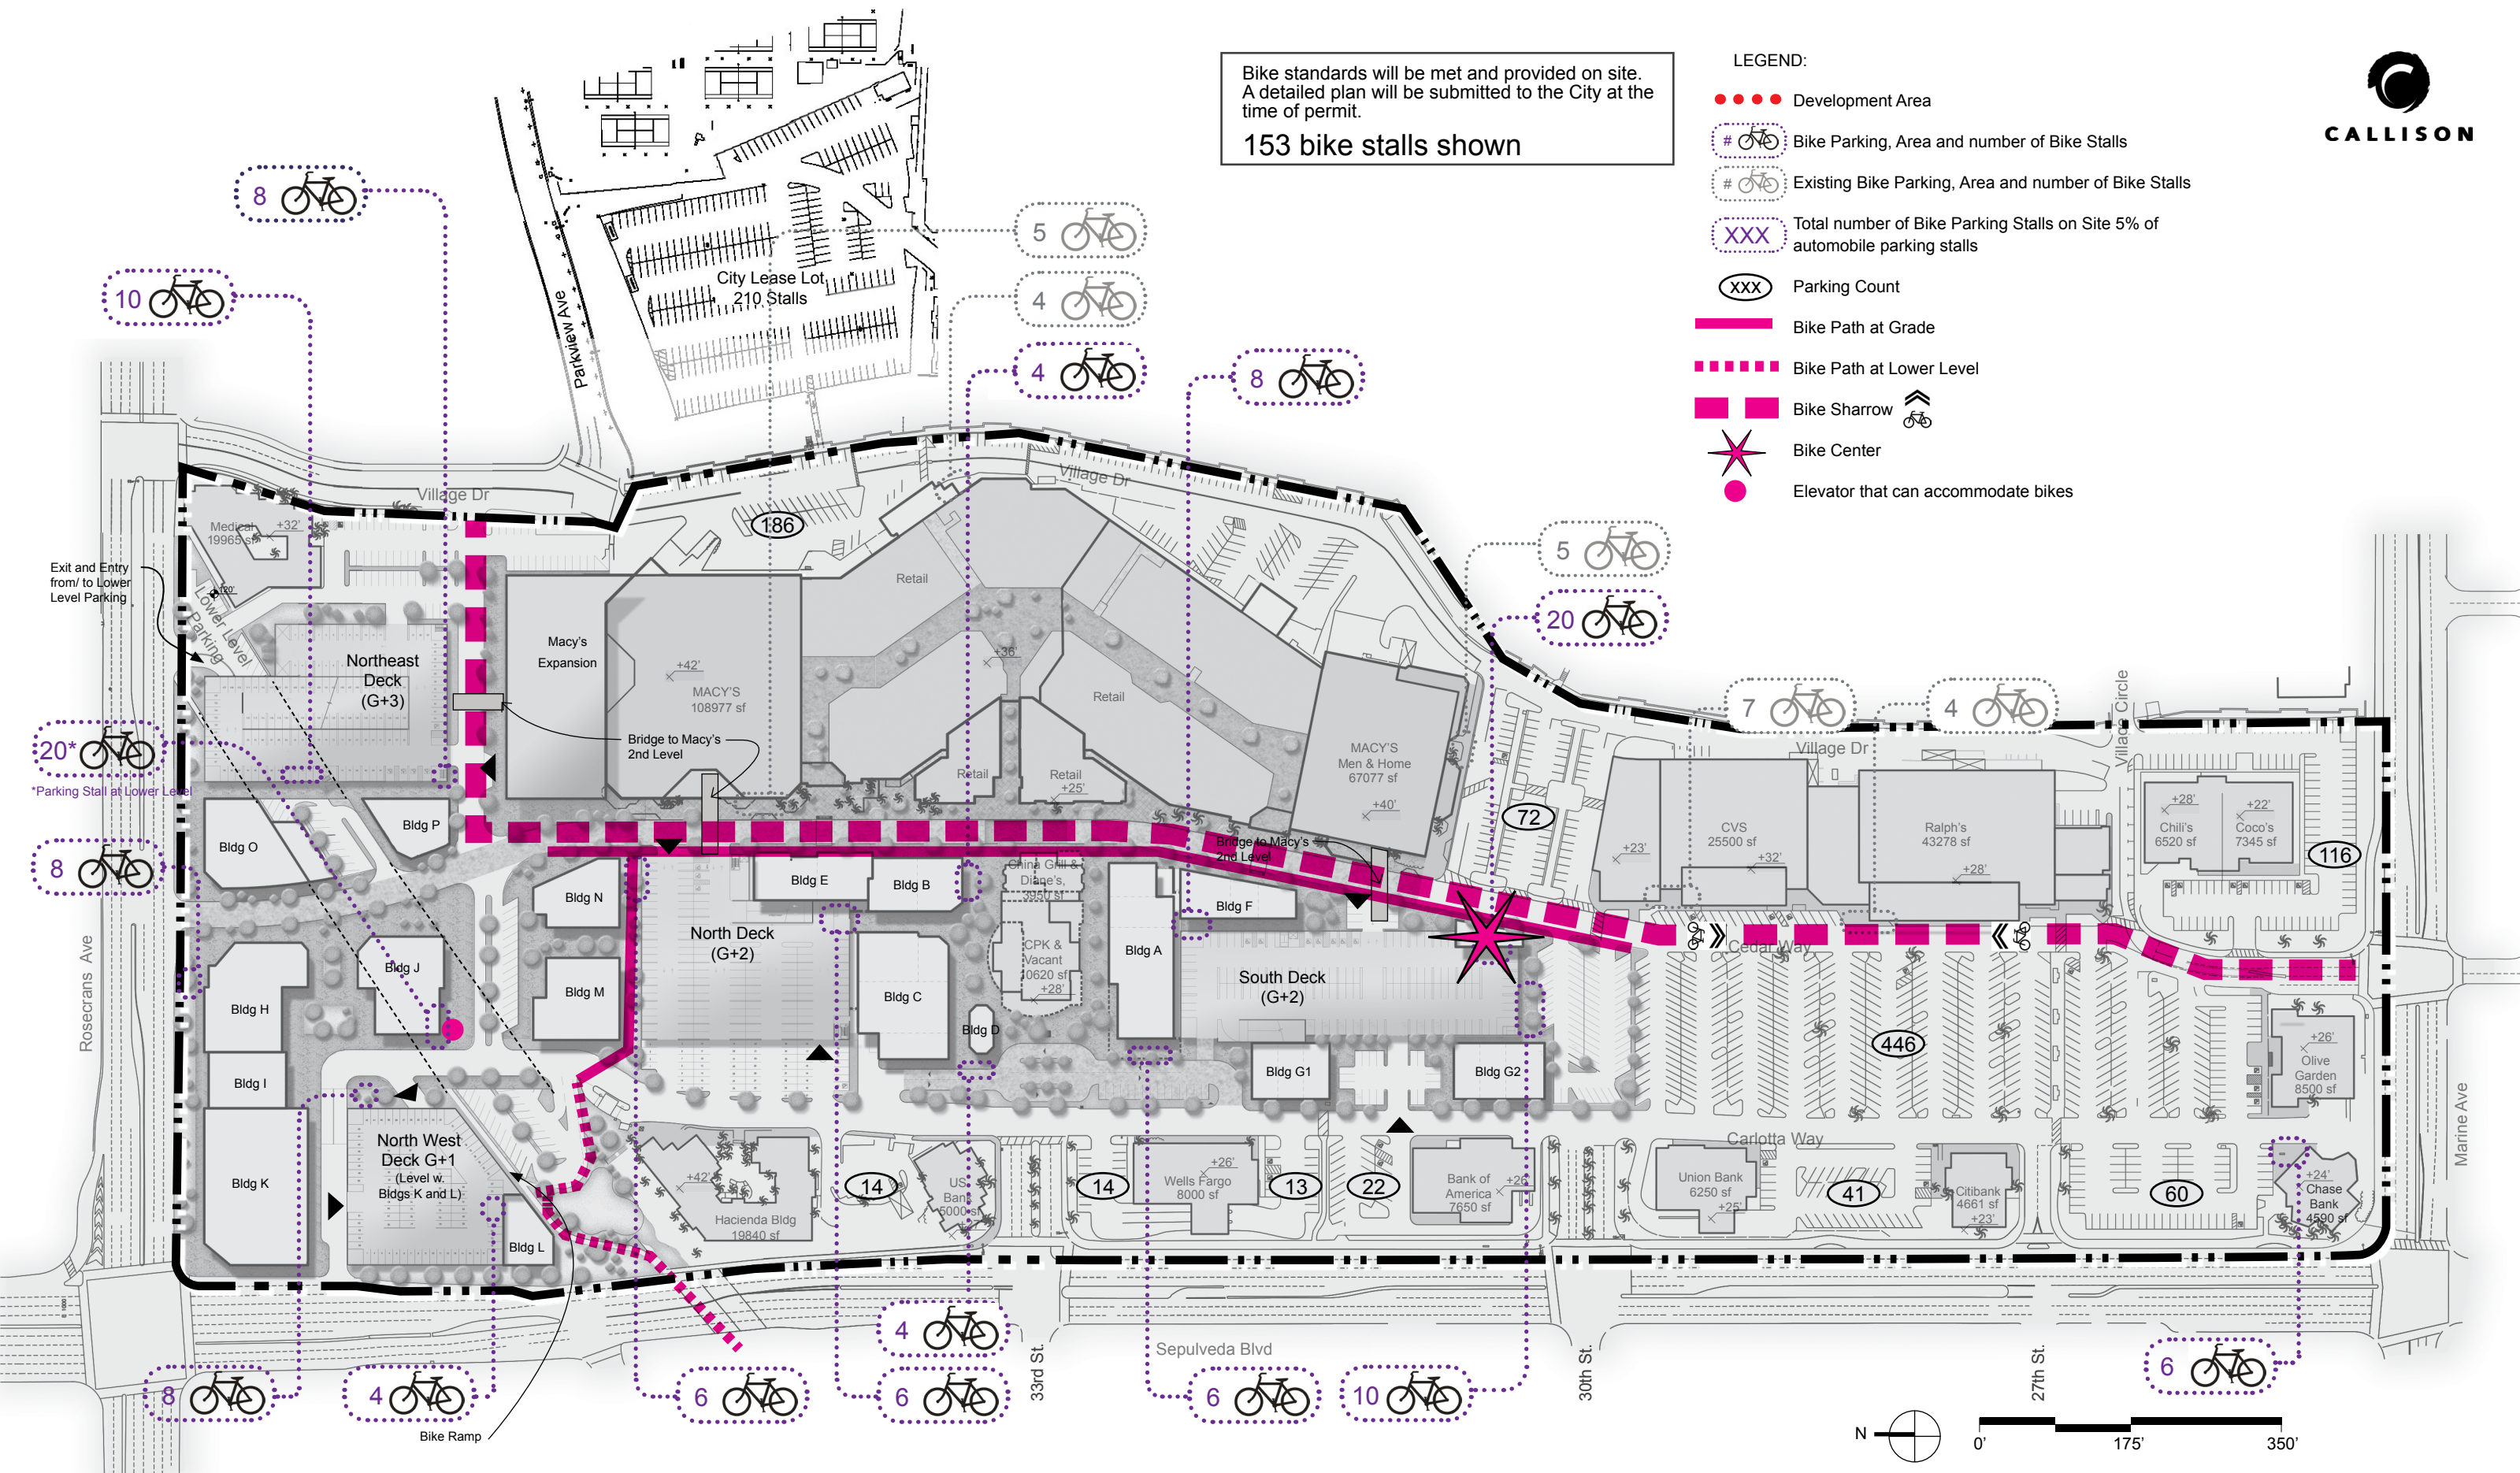 Bike standards will be met and provided on site.
A detailed plan will be submitted to the City at the
time of permit.
153 bike stalls shown
LEGEND:
Development Area
# Bike Parking, Area and number of Bike Stalls
# Existing Bike Parking, Area and number of Bike Stalls
XXX Total number of Bike Parking Stalls on Site 5% of
automobile parking stalls
XXX Parking Count
Bike Path at Grade
Bike Path at Lower Level
Bike Sharrow
Bike Center
Elevator that can accommodate bikes
CALLISON
8
10
5
4
4
8
City Lease Lot
210 Stalls
Parkview Ave
Village Dr
Village Dr
186
5
20
7
4
Medical
19965 sf
+32'
Exit and Entry
from/ to Lower
Level Parking
120'
Lower Level
Parking
Northeast
Deck
(G+3)
Macy's
Expansion
+42'
MACY'S
108977 sf
Bridge to Macy's
2nd Level
Retail
+36'
Retail
Retail
Retail
+25'
MACY'S
Men & Home
67077 sf
+40'
72
Village Dr
Village Circle
+23'
CVS
25500 sf
+32'
Ralph's
43278 sf
+28'
+28'
Chili's
6520 sf
+22'
Coco's
7345 sf
116
20*
*Parking Stall at Lower Level
8
Bldg O
Bldg P
Bldg N
Bldg E
Bldg B
China Grill &
Diane's,
3950 sf
Bridge to Macy's
2nd Level
Bldg F
North Deck
(G+2)
CPK &
Vacant
10620 sf
+28'
Bldg A
South Deck
(G+2)
Cedar Way
Rosecrans Ave
Bldg H
Bldg J
Bldg M
Bldg C
Bldg D
Bldg I
Bldg G1
Bldg G2
446
+26'
Olive
Garden
8500 sf
Marine Ave
Carlotta Way
Bldg K
North West
Deck G+1
(Level w.
Bldgs K and L)
Bldg L
+42'
Hacienda Bldg
19840 sf
14
US
Bank
5000 sf
14
+26'
Wells Fargo
8000 sf
13
22
Bank of
America
7650 sf
+26'
Union Bank
6250 sf
+25'
41
Citibank
4661 sf
+23'
60
+24'
Chase
Bank
4590 sf
8
4
Bike Ramp
6
4
6
33rd St.
Sepulveda Blvd
6
10
30th St.
27th St.
6
N
0'
175'
350'